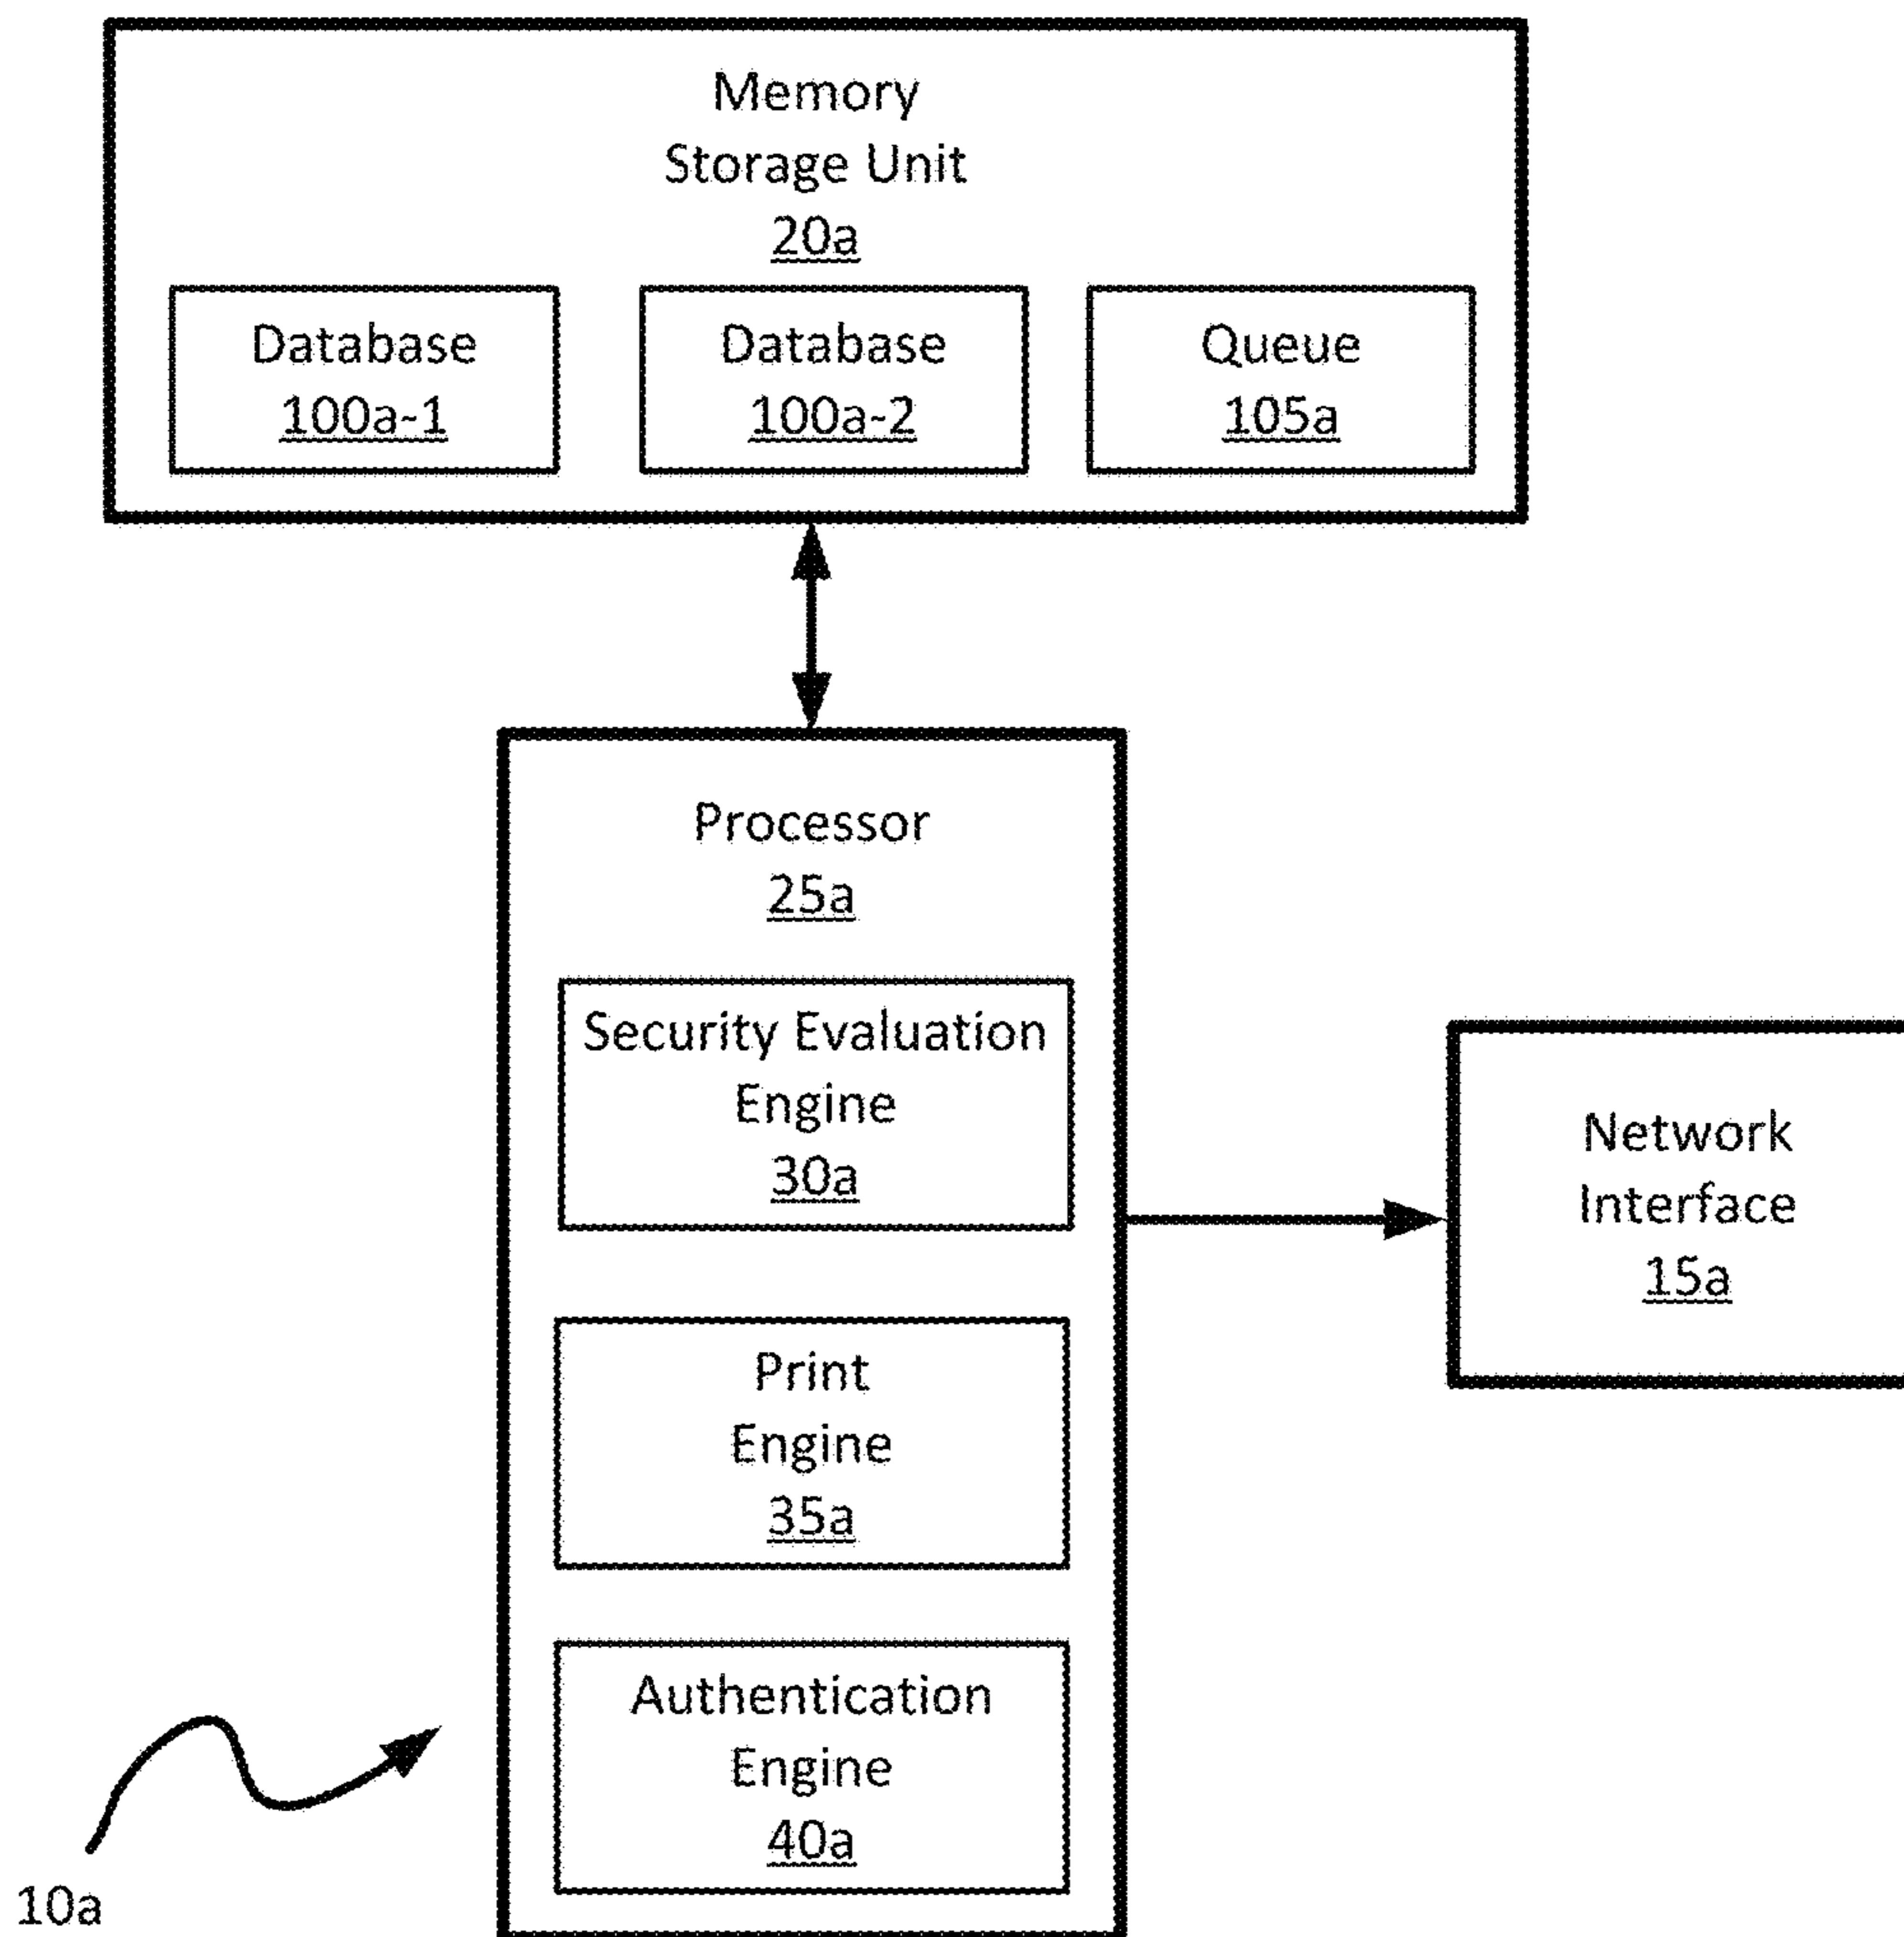 Memory
Storage Unit
20a
Database
100a-1
Database
100a-2
Queue
105a
Processor
25a
Security Evaluation
Engine
30a
Network
Interface
15a
Print
Engine
35a
Authentication
Engine
40a
10a